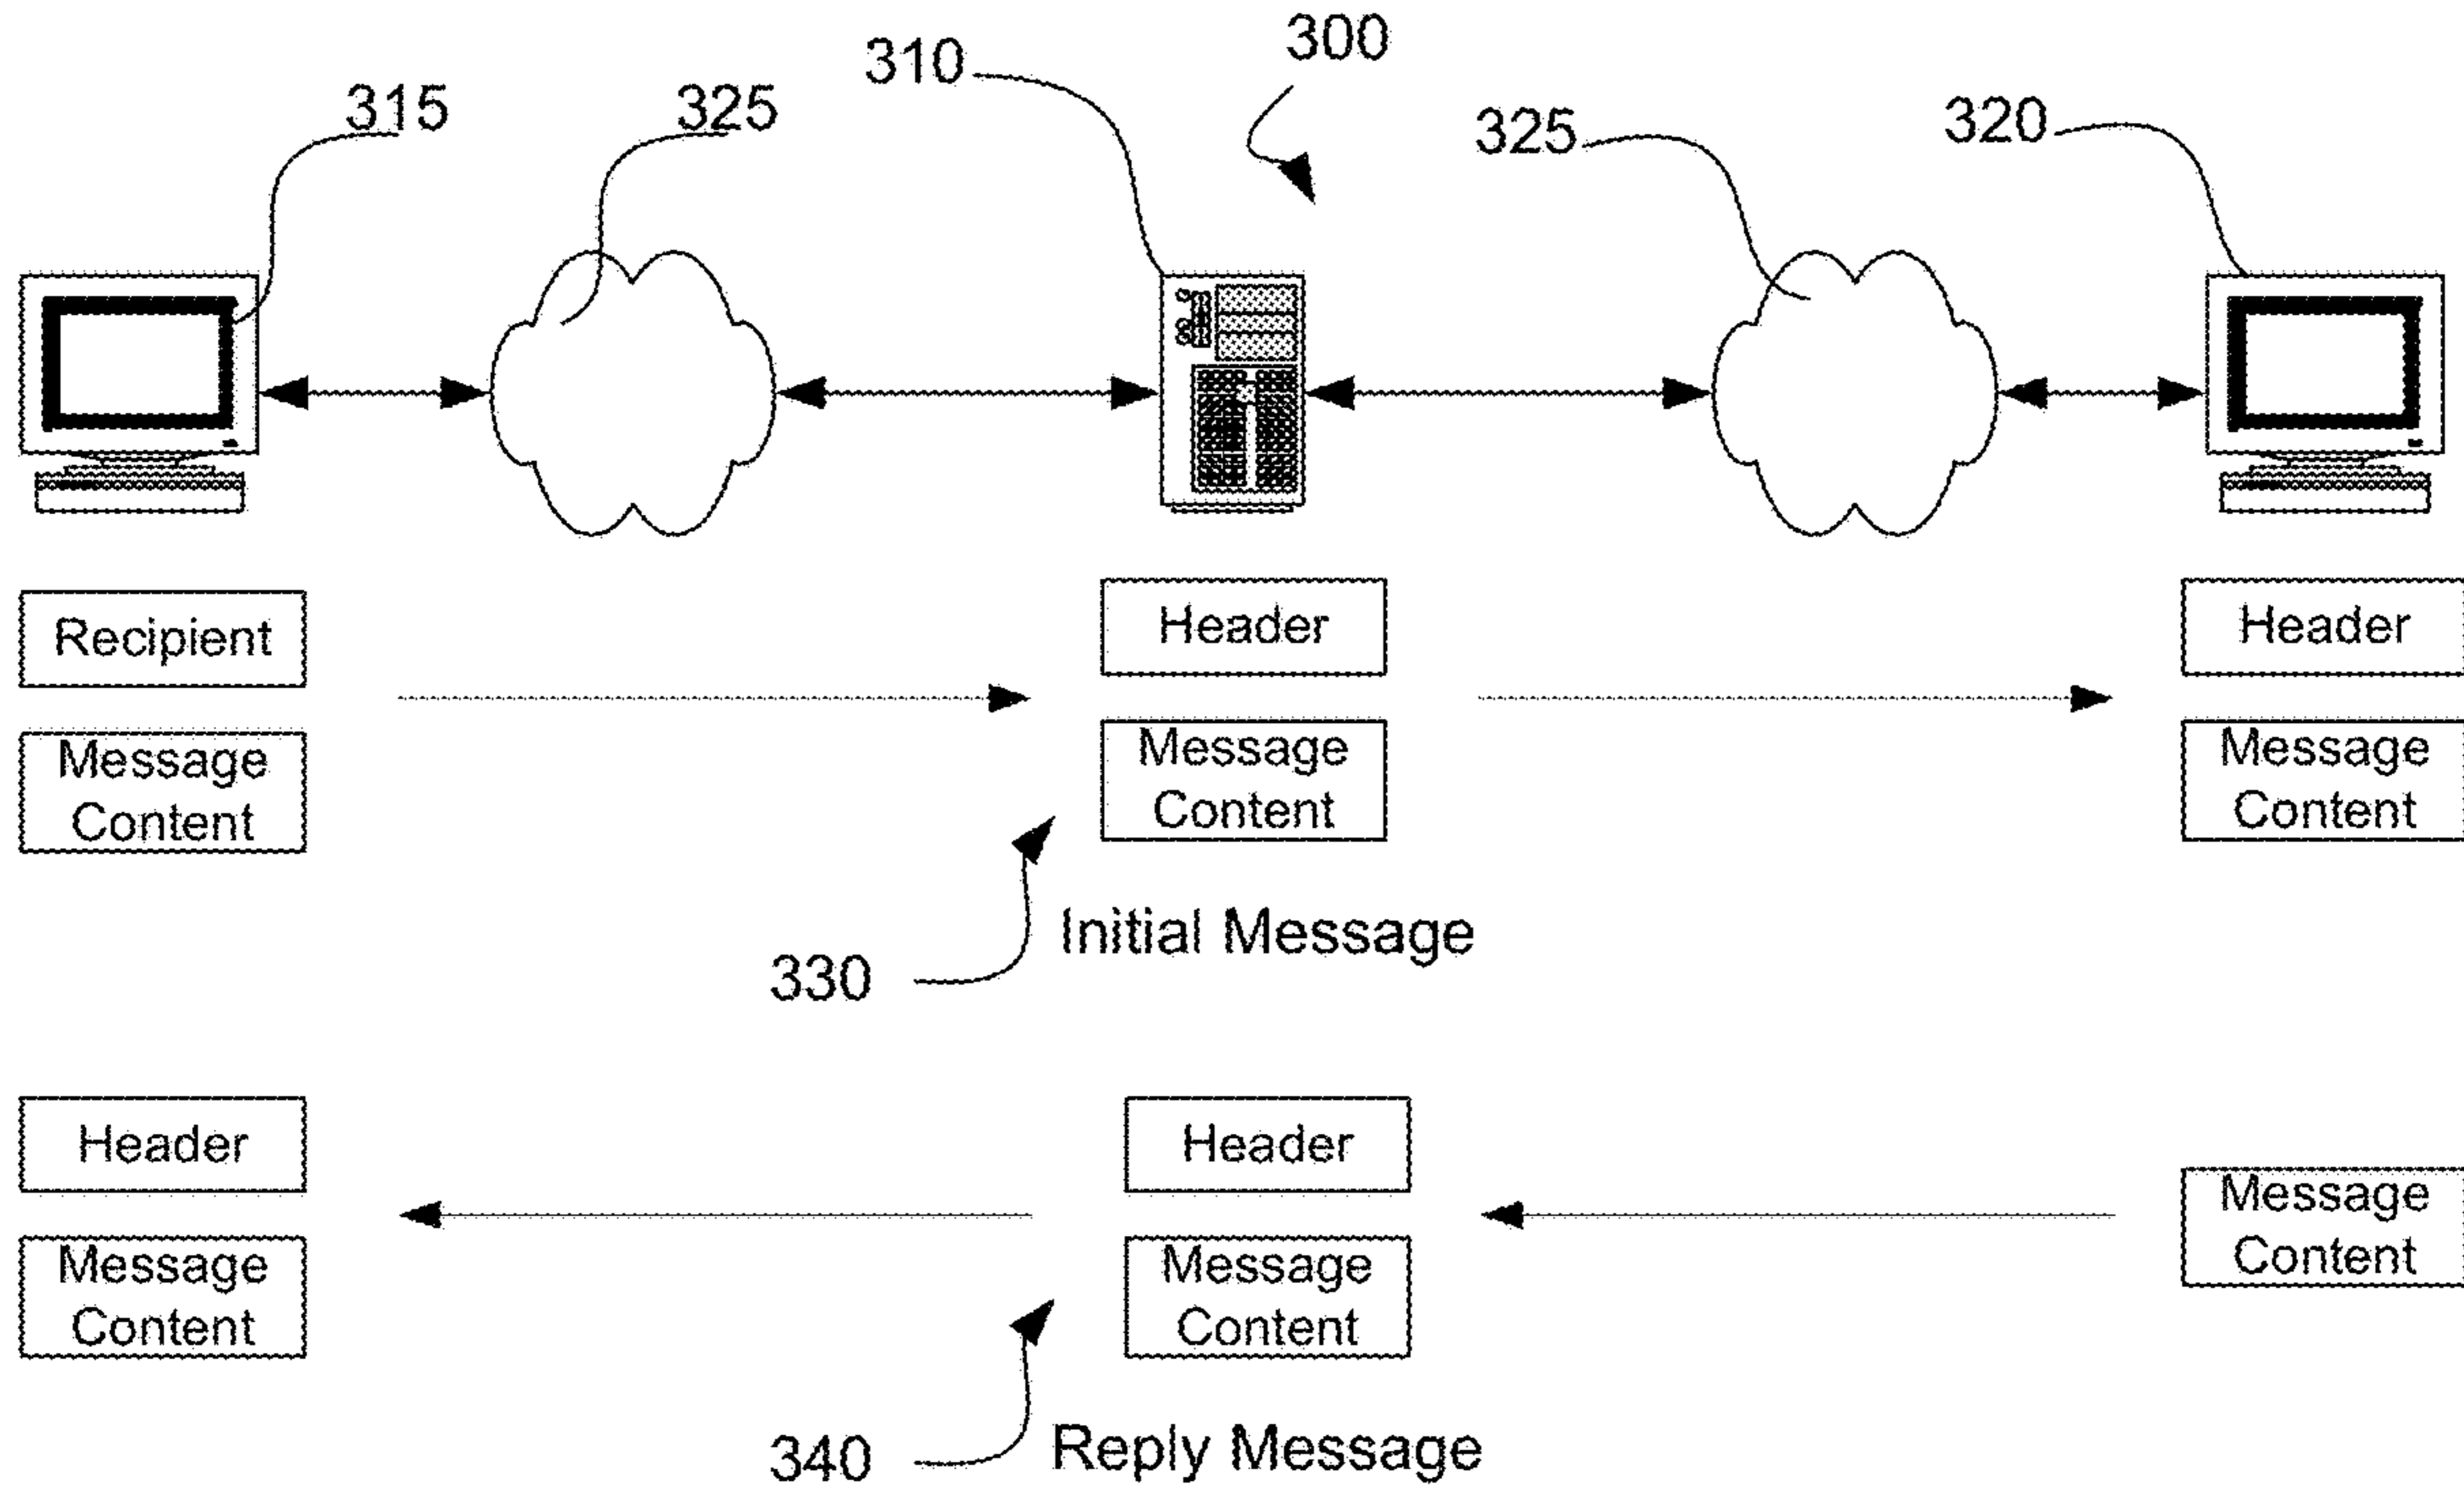 300
310
315
325
325
320
Recipient
Header
Header
Message
Content
Message
Content
Message
Content
Initial Message
330
Header
Header
Message
Content
Message
Content
Message
Content
340
Reply Message